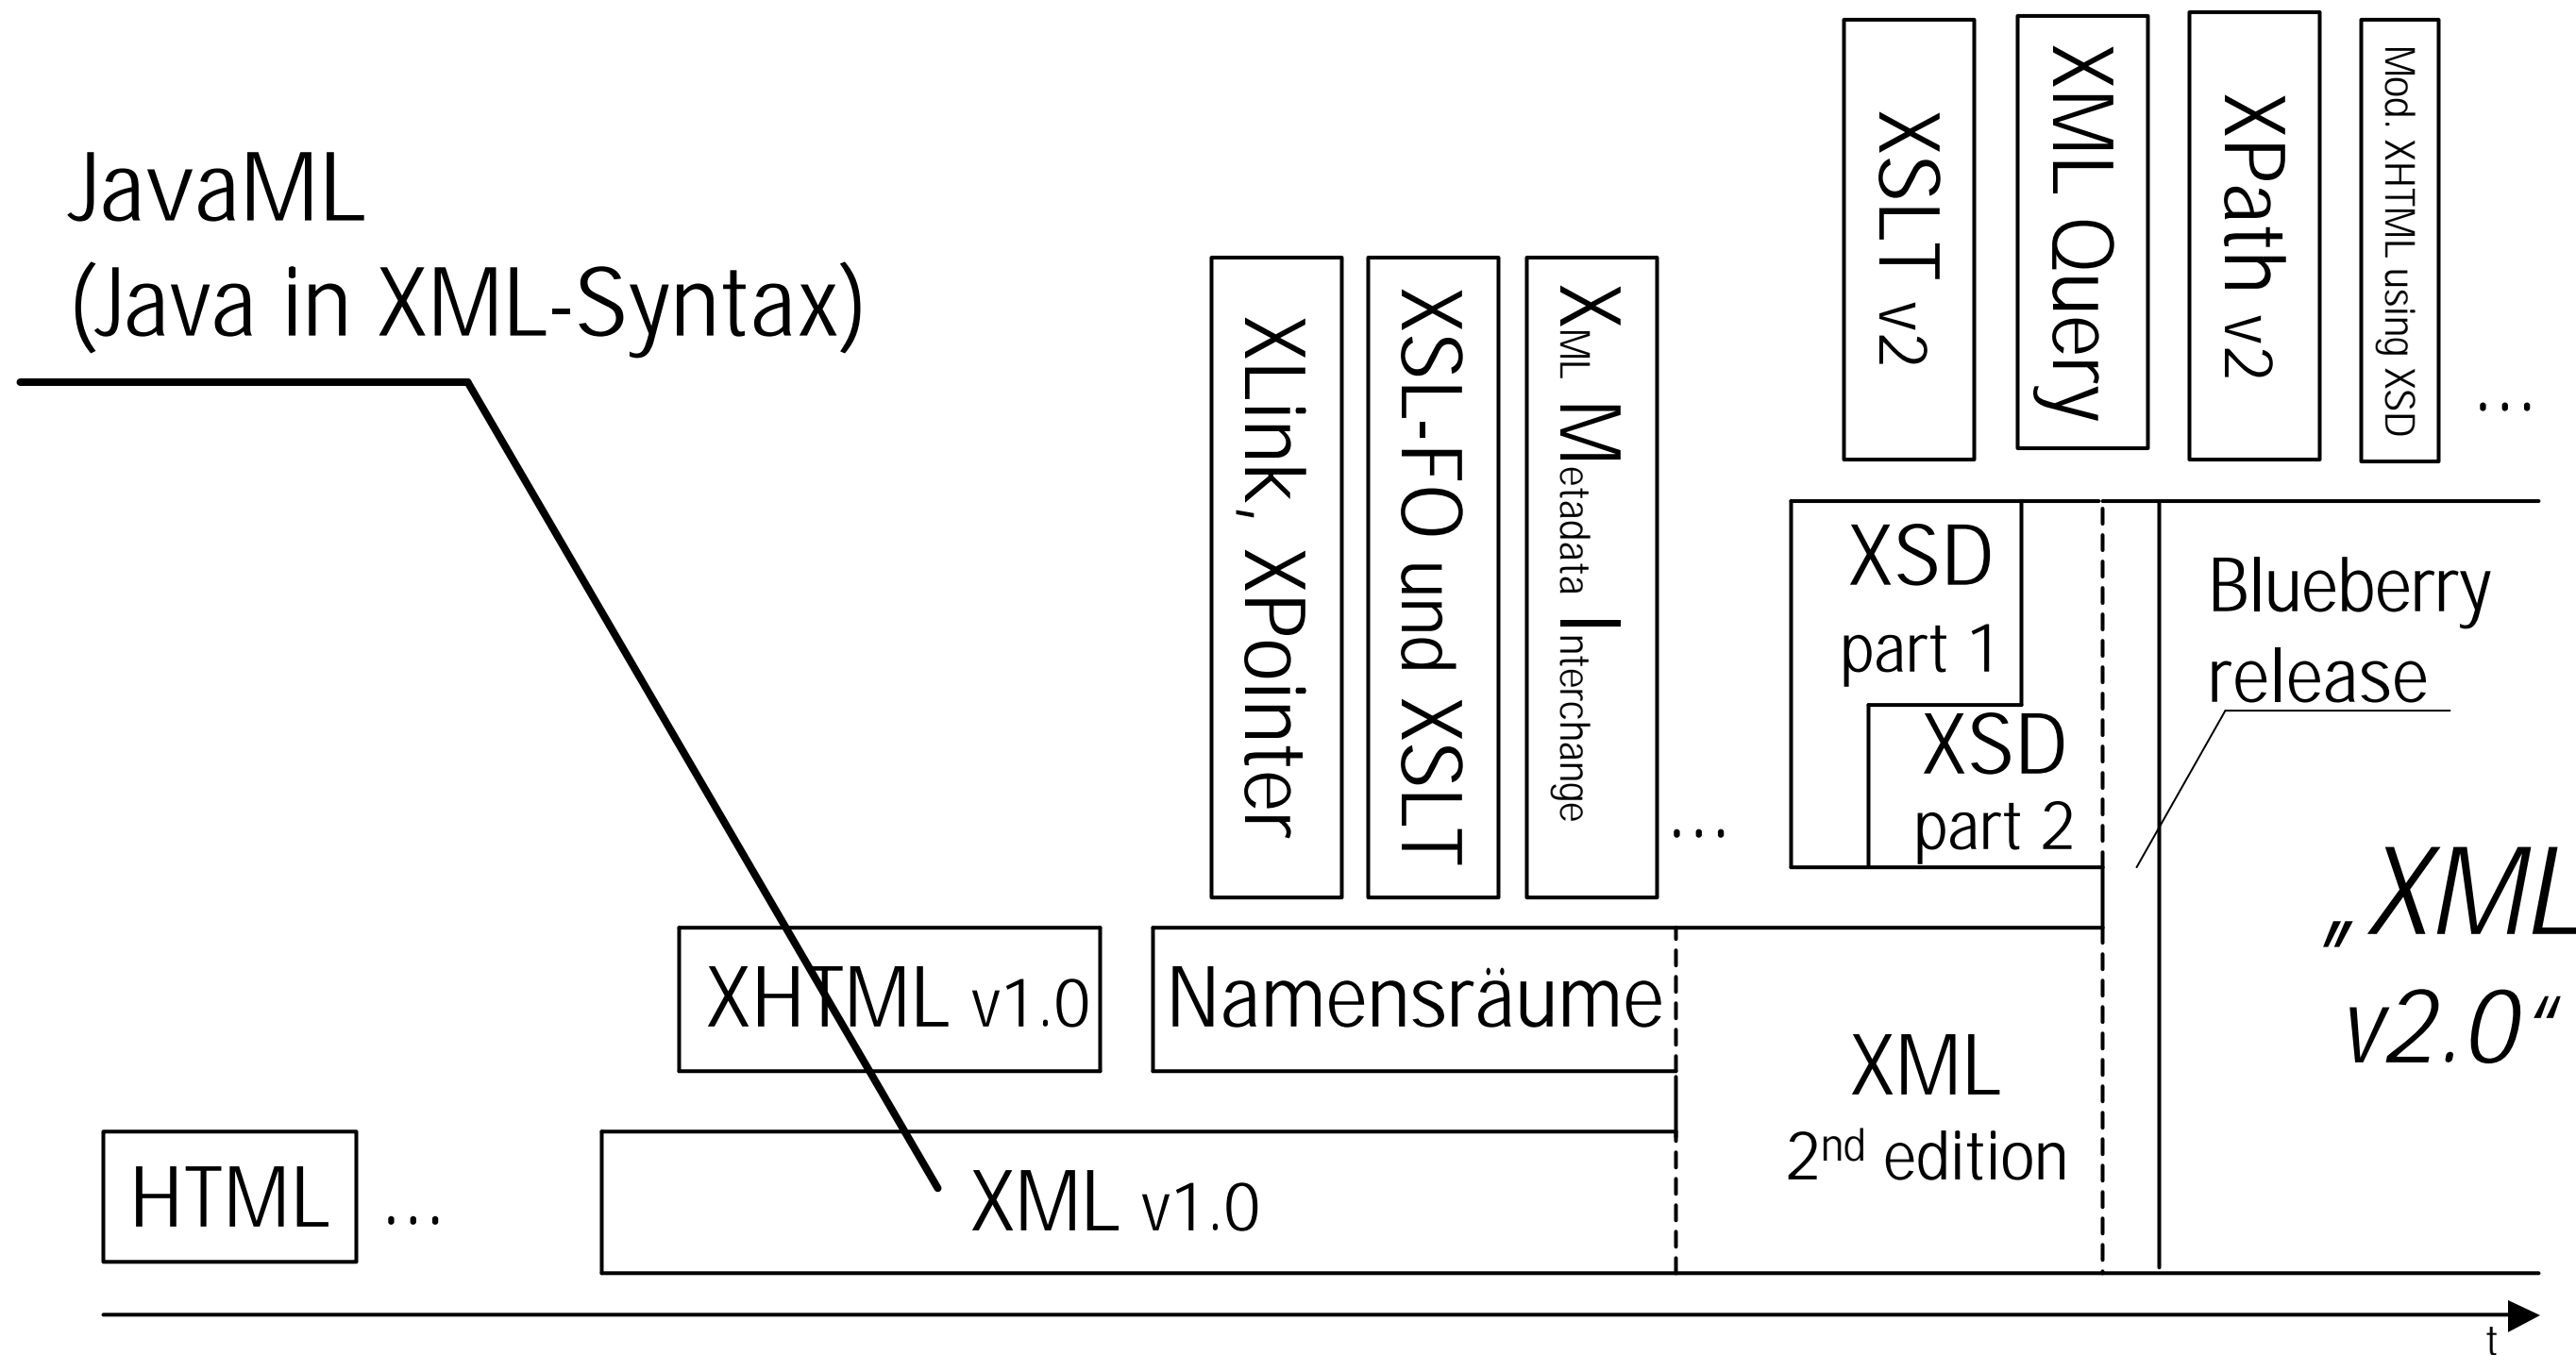 JavaML
(Java in XML-Syntax)
XLink, XPointer
XSL-FO und XSLT
XML Metadata Interchange
...
XSLT v2
XML Query
XPath v2
Mod. XHTML using XSD
...
XSD
part 1
XSD
part 2
Blueberry
release
„XML
v2.0“
XHTML v1.0
Namensräume
XML
2nd edition
HTML
...
XML v1.0
t